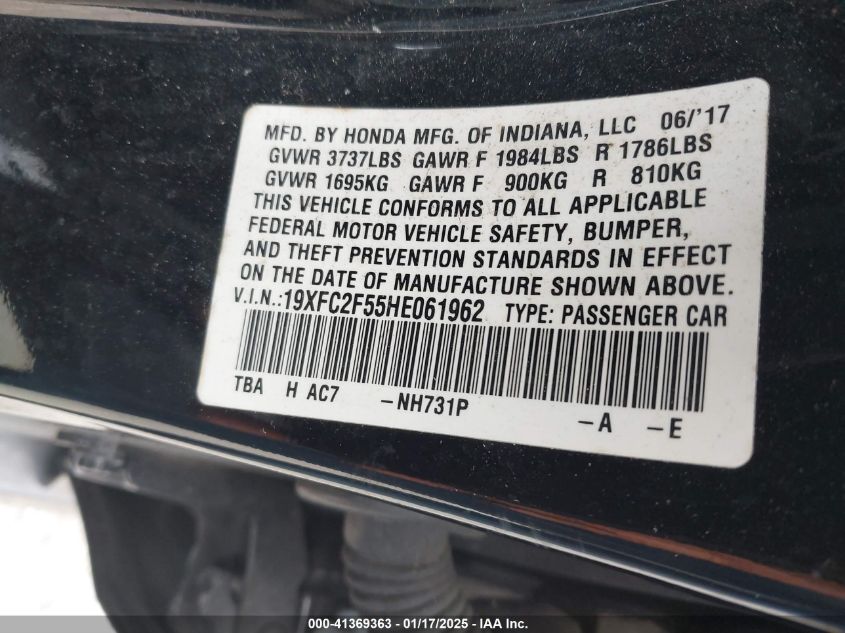 MFD. BY HONDA MFG. OF INDIANA, LLC 06/'17
GVWR 3737LBS GAWR F 1984LBS R 1786LBS
GVWR 1695KG GAWR F 900KG R 810KG
THIS VEHICLE CONFORMS TO ALL APPLICABLE
FEDERAL MOTOR VEHICLE SAFETY, BUMPER,
AND THEFT PREVENTION STANDARDS IN EFFECT
ON THE DATE OF MANUFACTURE SHOWN ABOVE.
V.I.N.:19XFC2F55HE061962 TYPE: PASSENGER CAR
TBA H AC7 -NH731P -A -E
000-41369363 - 01/17/2025 - IAA Inc.